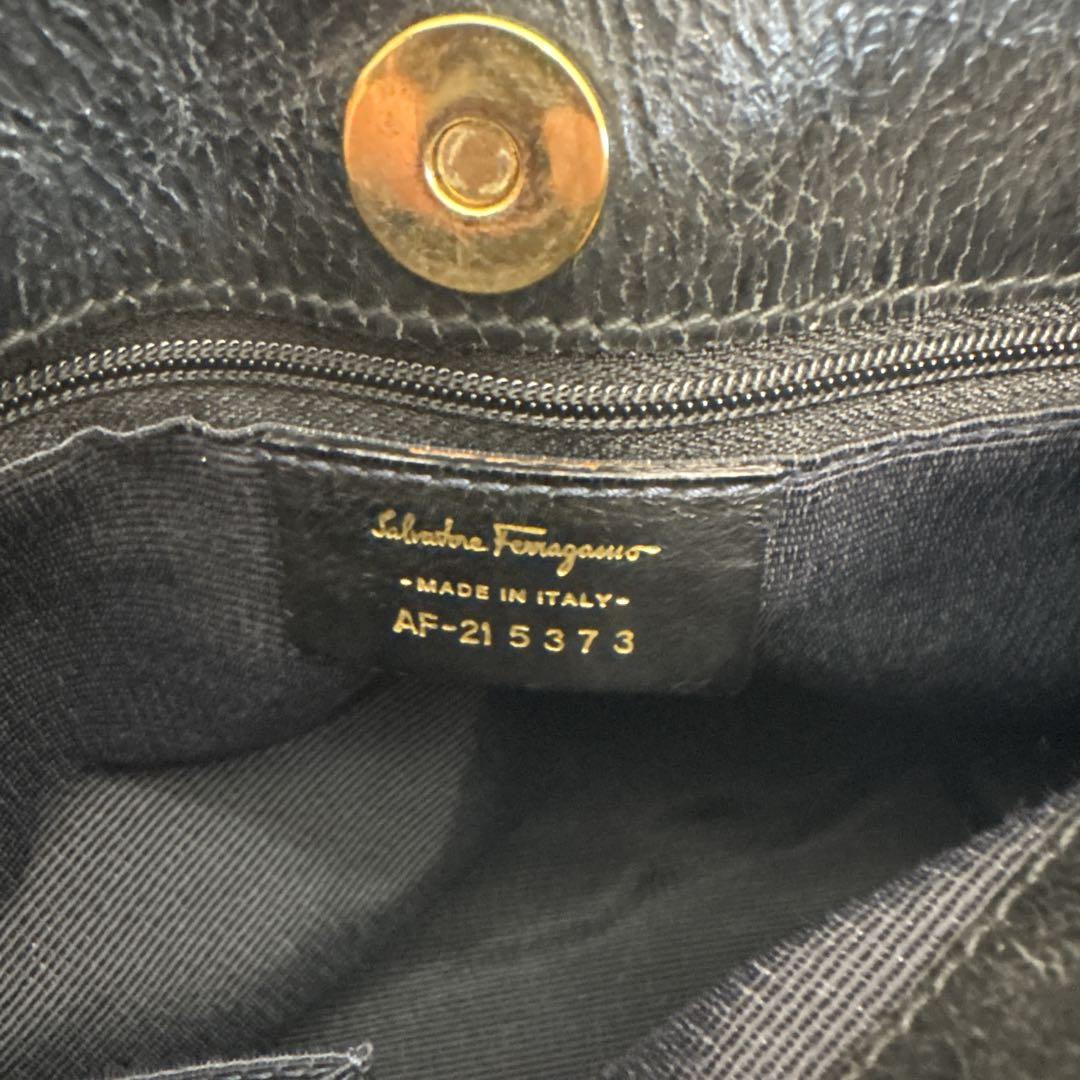 Salvatore Ferragamo
-MADE IN ITALY-
AF-21 5373